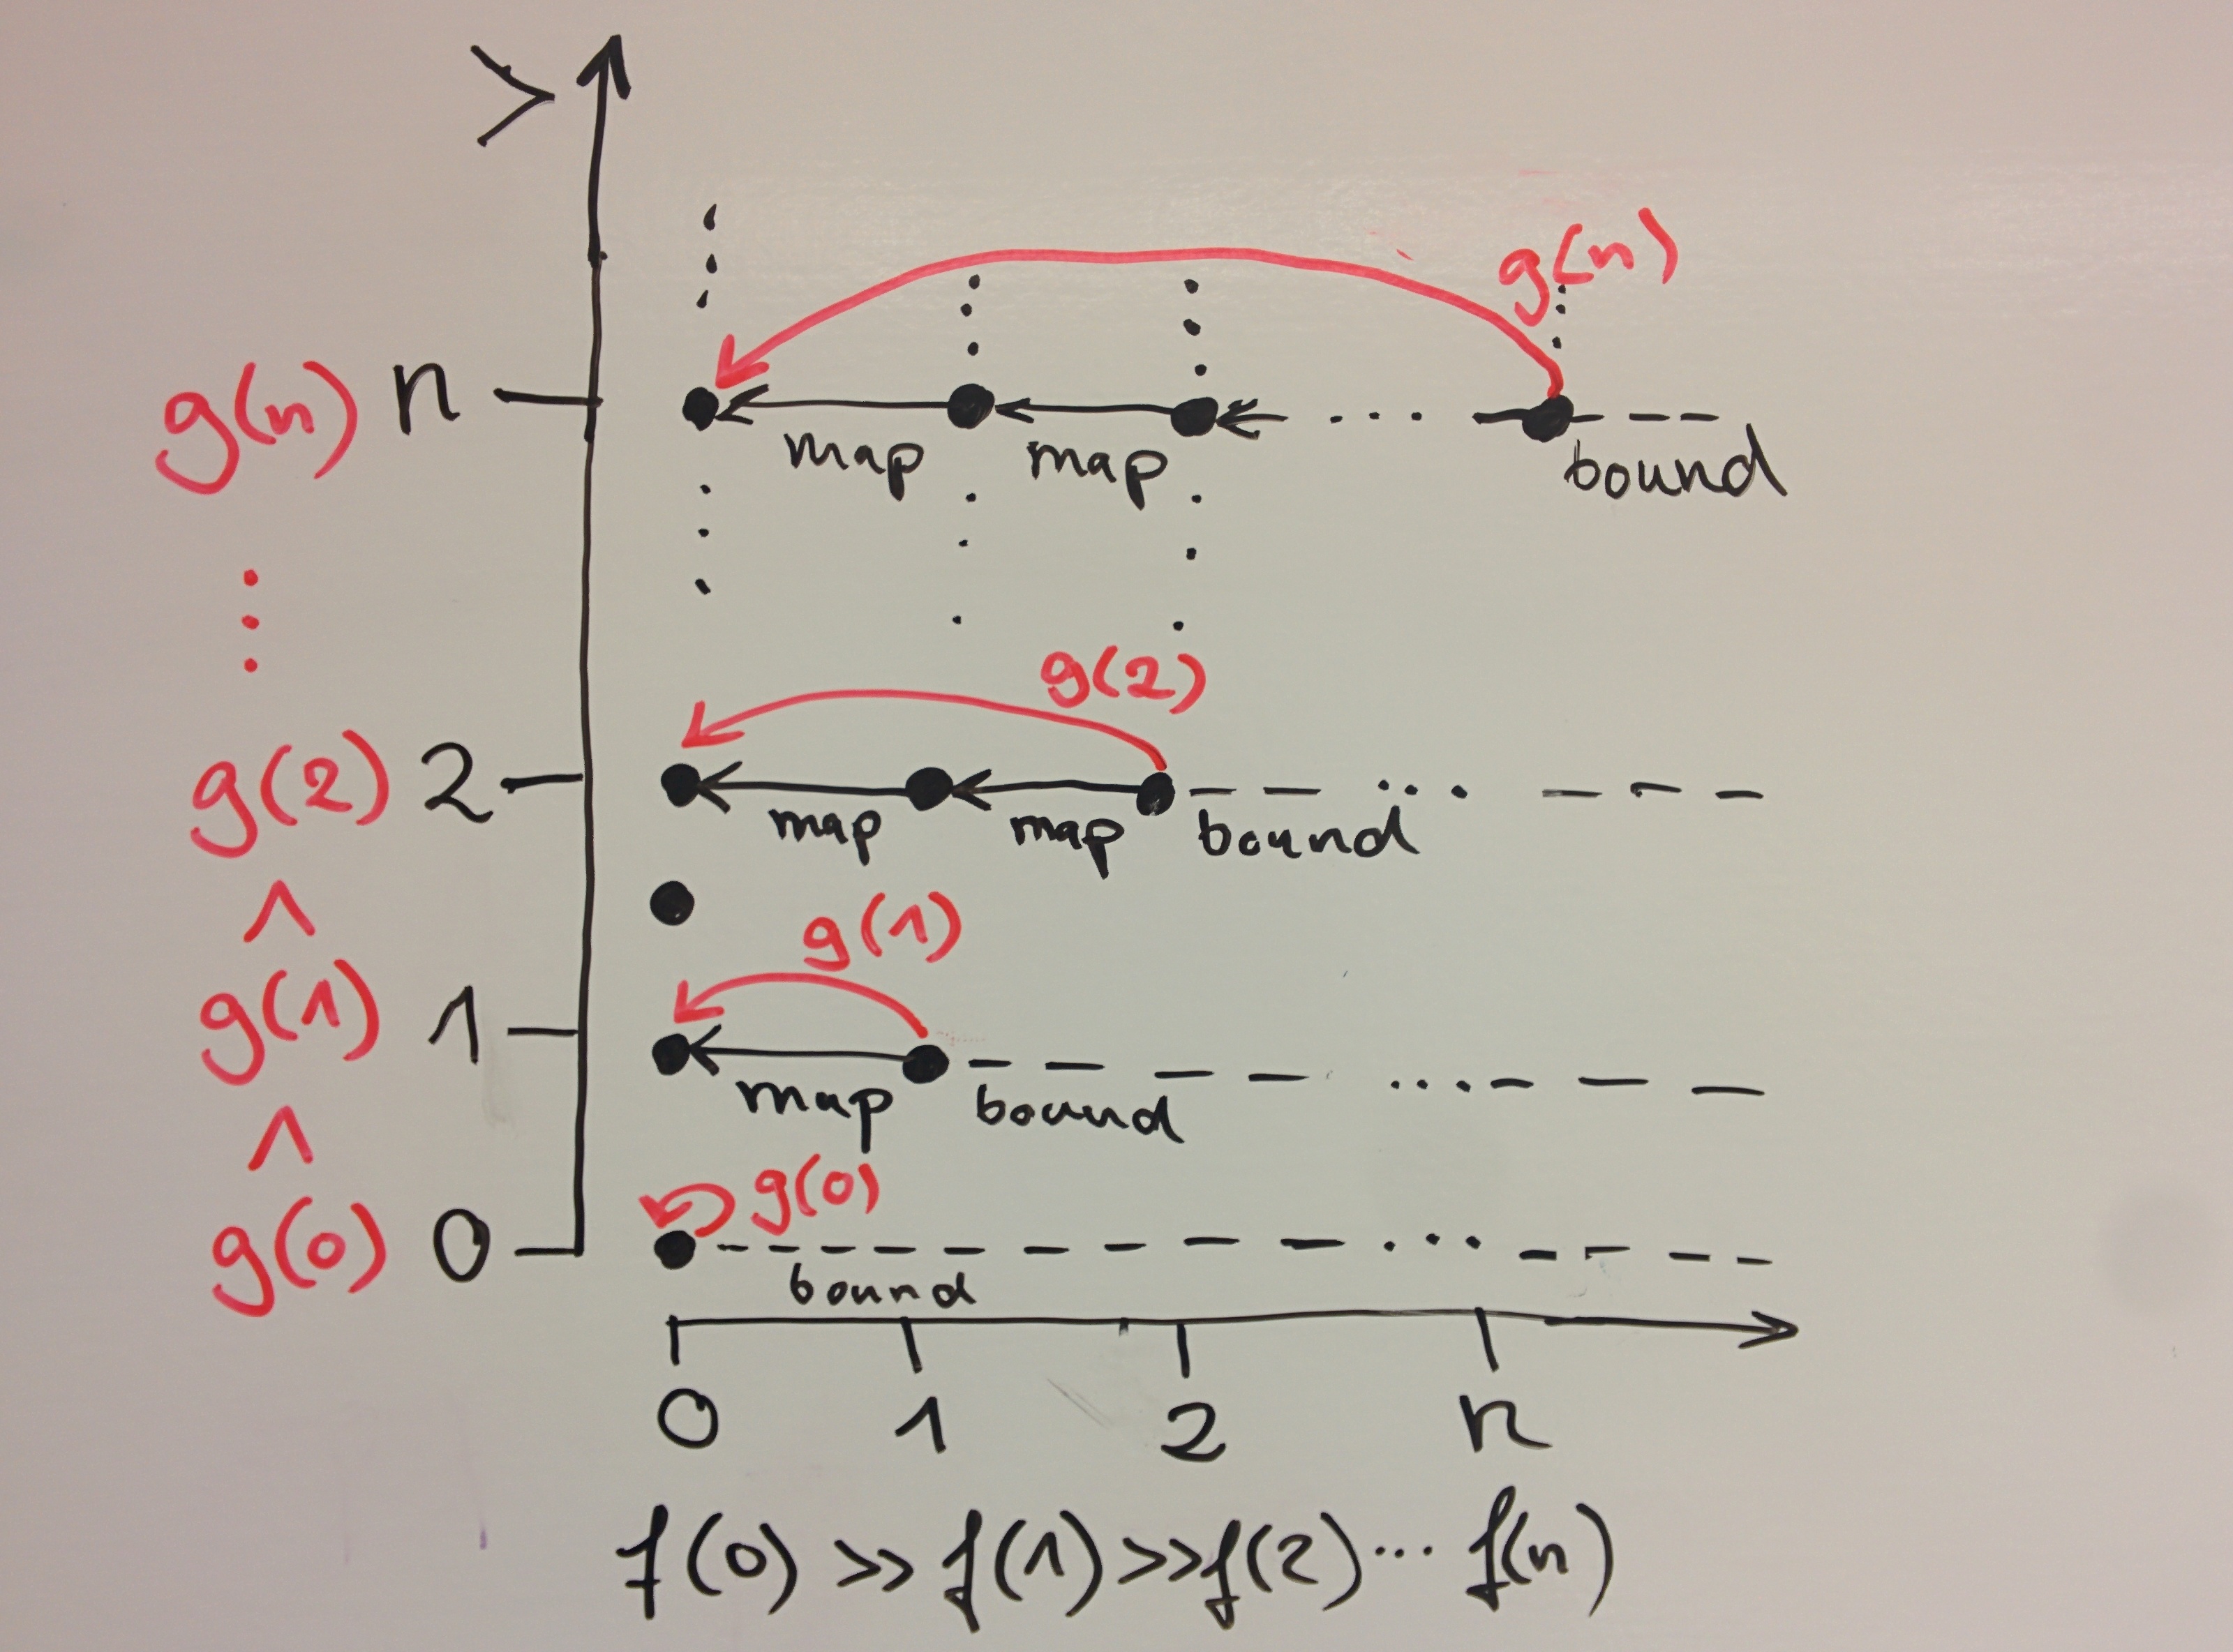 >
g(n)
g(n) n
map map bound
⋮
g(2)
g(2) 2
map map bound
∧
g(1)
g(1) 1
map bound
∧
g(0)
g(0) 0
bound
0 1 2 n
f(0) >> f(1) >> f(2) ... f(n)